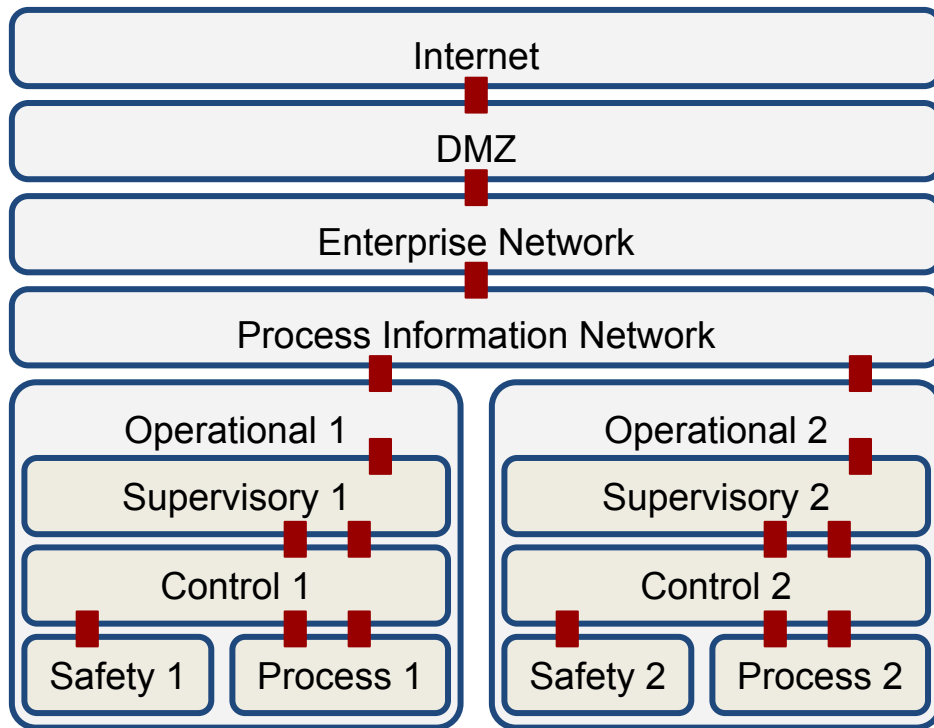 Internet
DMZ
Enterprise Network
Process Information Network
Operational 1
Supervisory 1
Control 1
Safety 1
Process 1
Operational 2
Supervisory 2
Control 2
Safety 2
Process 2